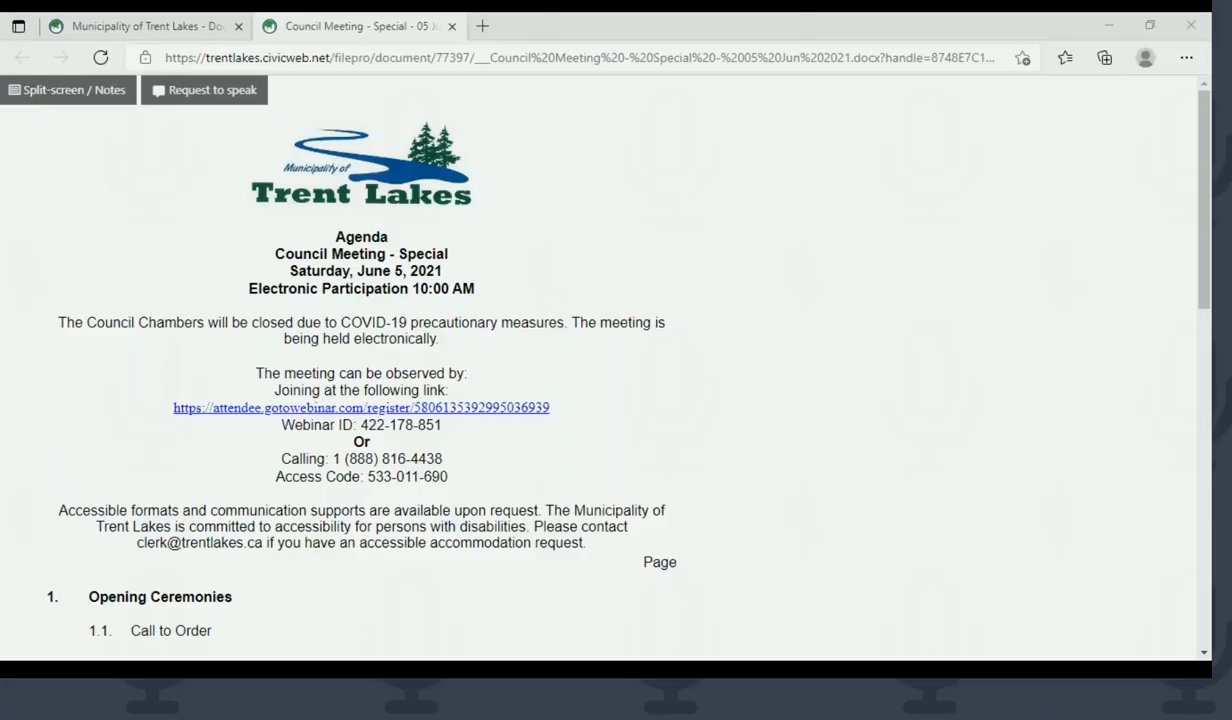 Municipality of Trent Lakes - Do
Council Meeting - Special - 05 Ju
https://trentlakes.civicweb.net/filepro/document/77397/__Council%20Meeting%20-%20Special%20-%2005%20Jun%202021.docx?handle=8748E7C1...
Split-screen / Notes
Request to speak
Municipality of
Trent Lakes
Agenda
Council Meeting - Special
Saturday, June 5, 2021
Electronic Participation 10:00 AM
The Council Chambers will be closed due to COVID-19 precautionary measures. The meeting is
being held electronically.
The meeting can be observed by:
Joining at the following link:
https://attendee.gotowebinar.com/register/5806135392995036939
Webinar ID: 422-178-851
Or
Calling: 1 (888) 816-4438
Access Code: 533-011-690
Accessible formats and communication supports are available upon request. The Municipality of
Trent Lakes is committed to accessibility for persons with disabilities. Please contact
clerk@trentlakes.ca if you have an accessible accommodation request.
Page
1. Opening Ceremonies
1.1. Call to Order